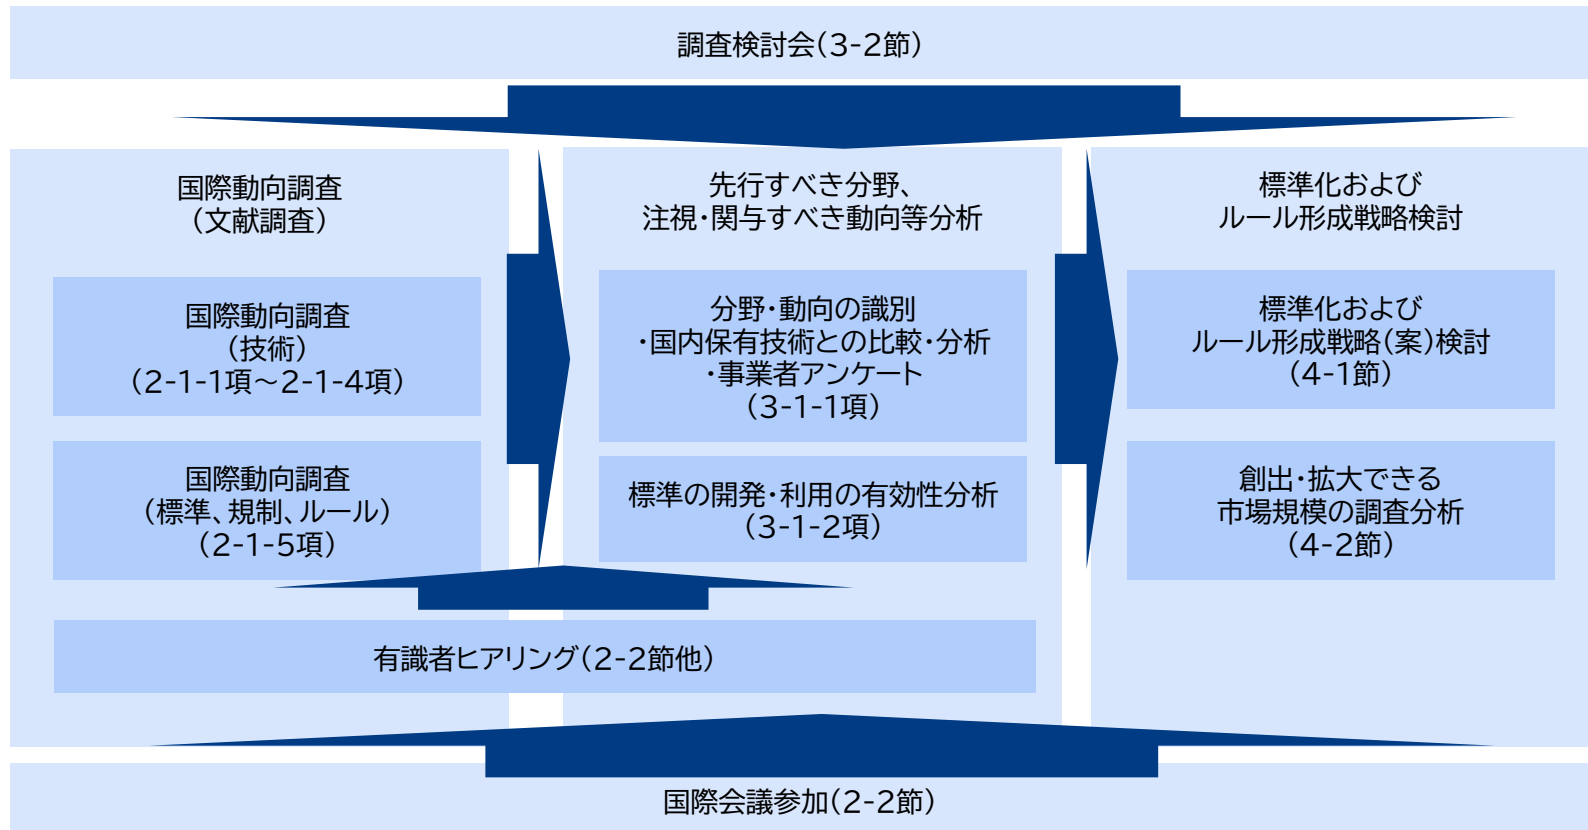 調査検討会(3-2節)
国際動向調査
(文献調査)
国際動向調査
(技術)
(2-1-1項～2-1-4項)
国際動向調査
(標準、規制、ルール)
(2-1-5項)
先行すべき分野、
注視・関与すべき動向等分析
分野・動向の識別
・国内保有技術との比較・分析
・事業者アンケート
(3-1-1項)
標準の開発・利用の有効性分析
(3-1-2項)
標準化および
ルール形成戦略検討
標準化および
ルール形成戦略(案)検討
(4-1節)
創出・拡大できる
市場規模の調査分析
(4-2節)
有識者ヒアリング(2-2節他)
国際会議参加(2-2節)